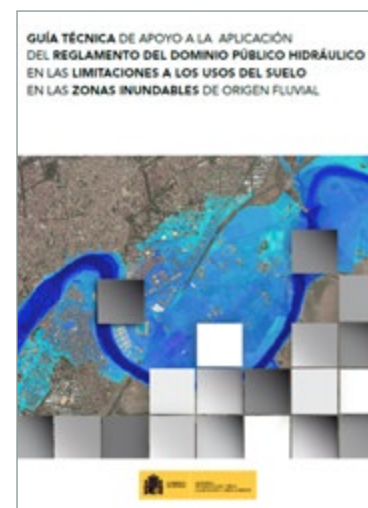 GUÍA TÉCNICA DE APOYO A LA APLICACIÓN
DEL REGLAMENTO DEL DOMINIO PÚBLICO HIDRÁULICO
EN LAS LIMITACIONES A LOS USOS DEL SUELO
EN LAS ZONAS INUNDABLES DE ORIGEN FLUVIAL